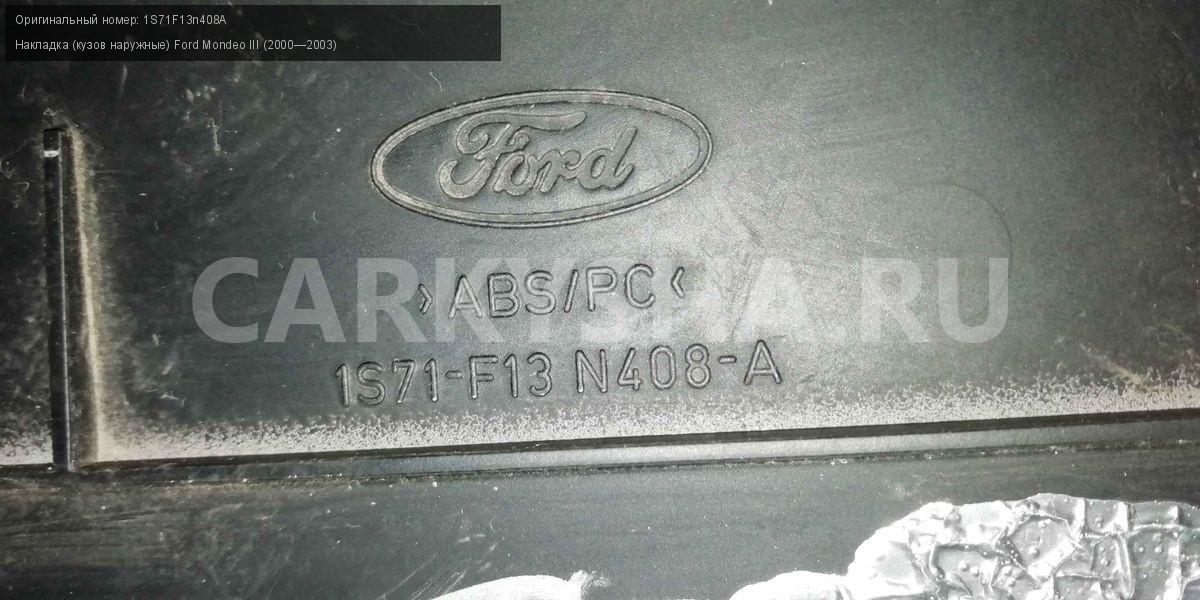 Оригинальный номер: 1S71F13n408A
Накладка (кузов наружные) Ford Mondeo III (2000—2003)
Ford
>ABS/PC<
CARKYSHA.RU
1S71-F13 N408-A